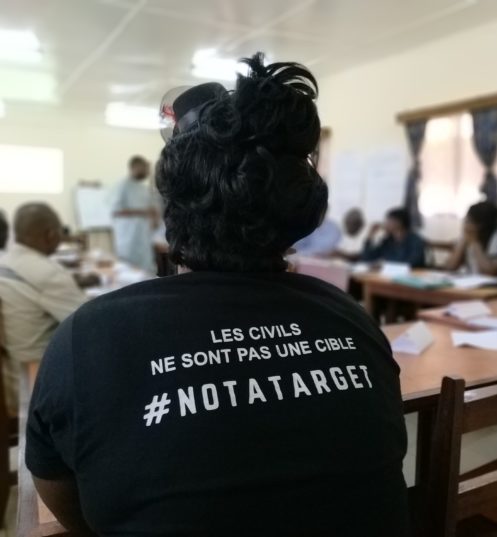 LES CIVILS
NE SONT PAS UNE CIBLE
#NOTATARGET